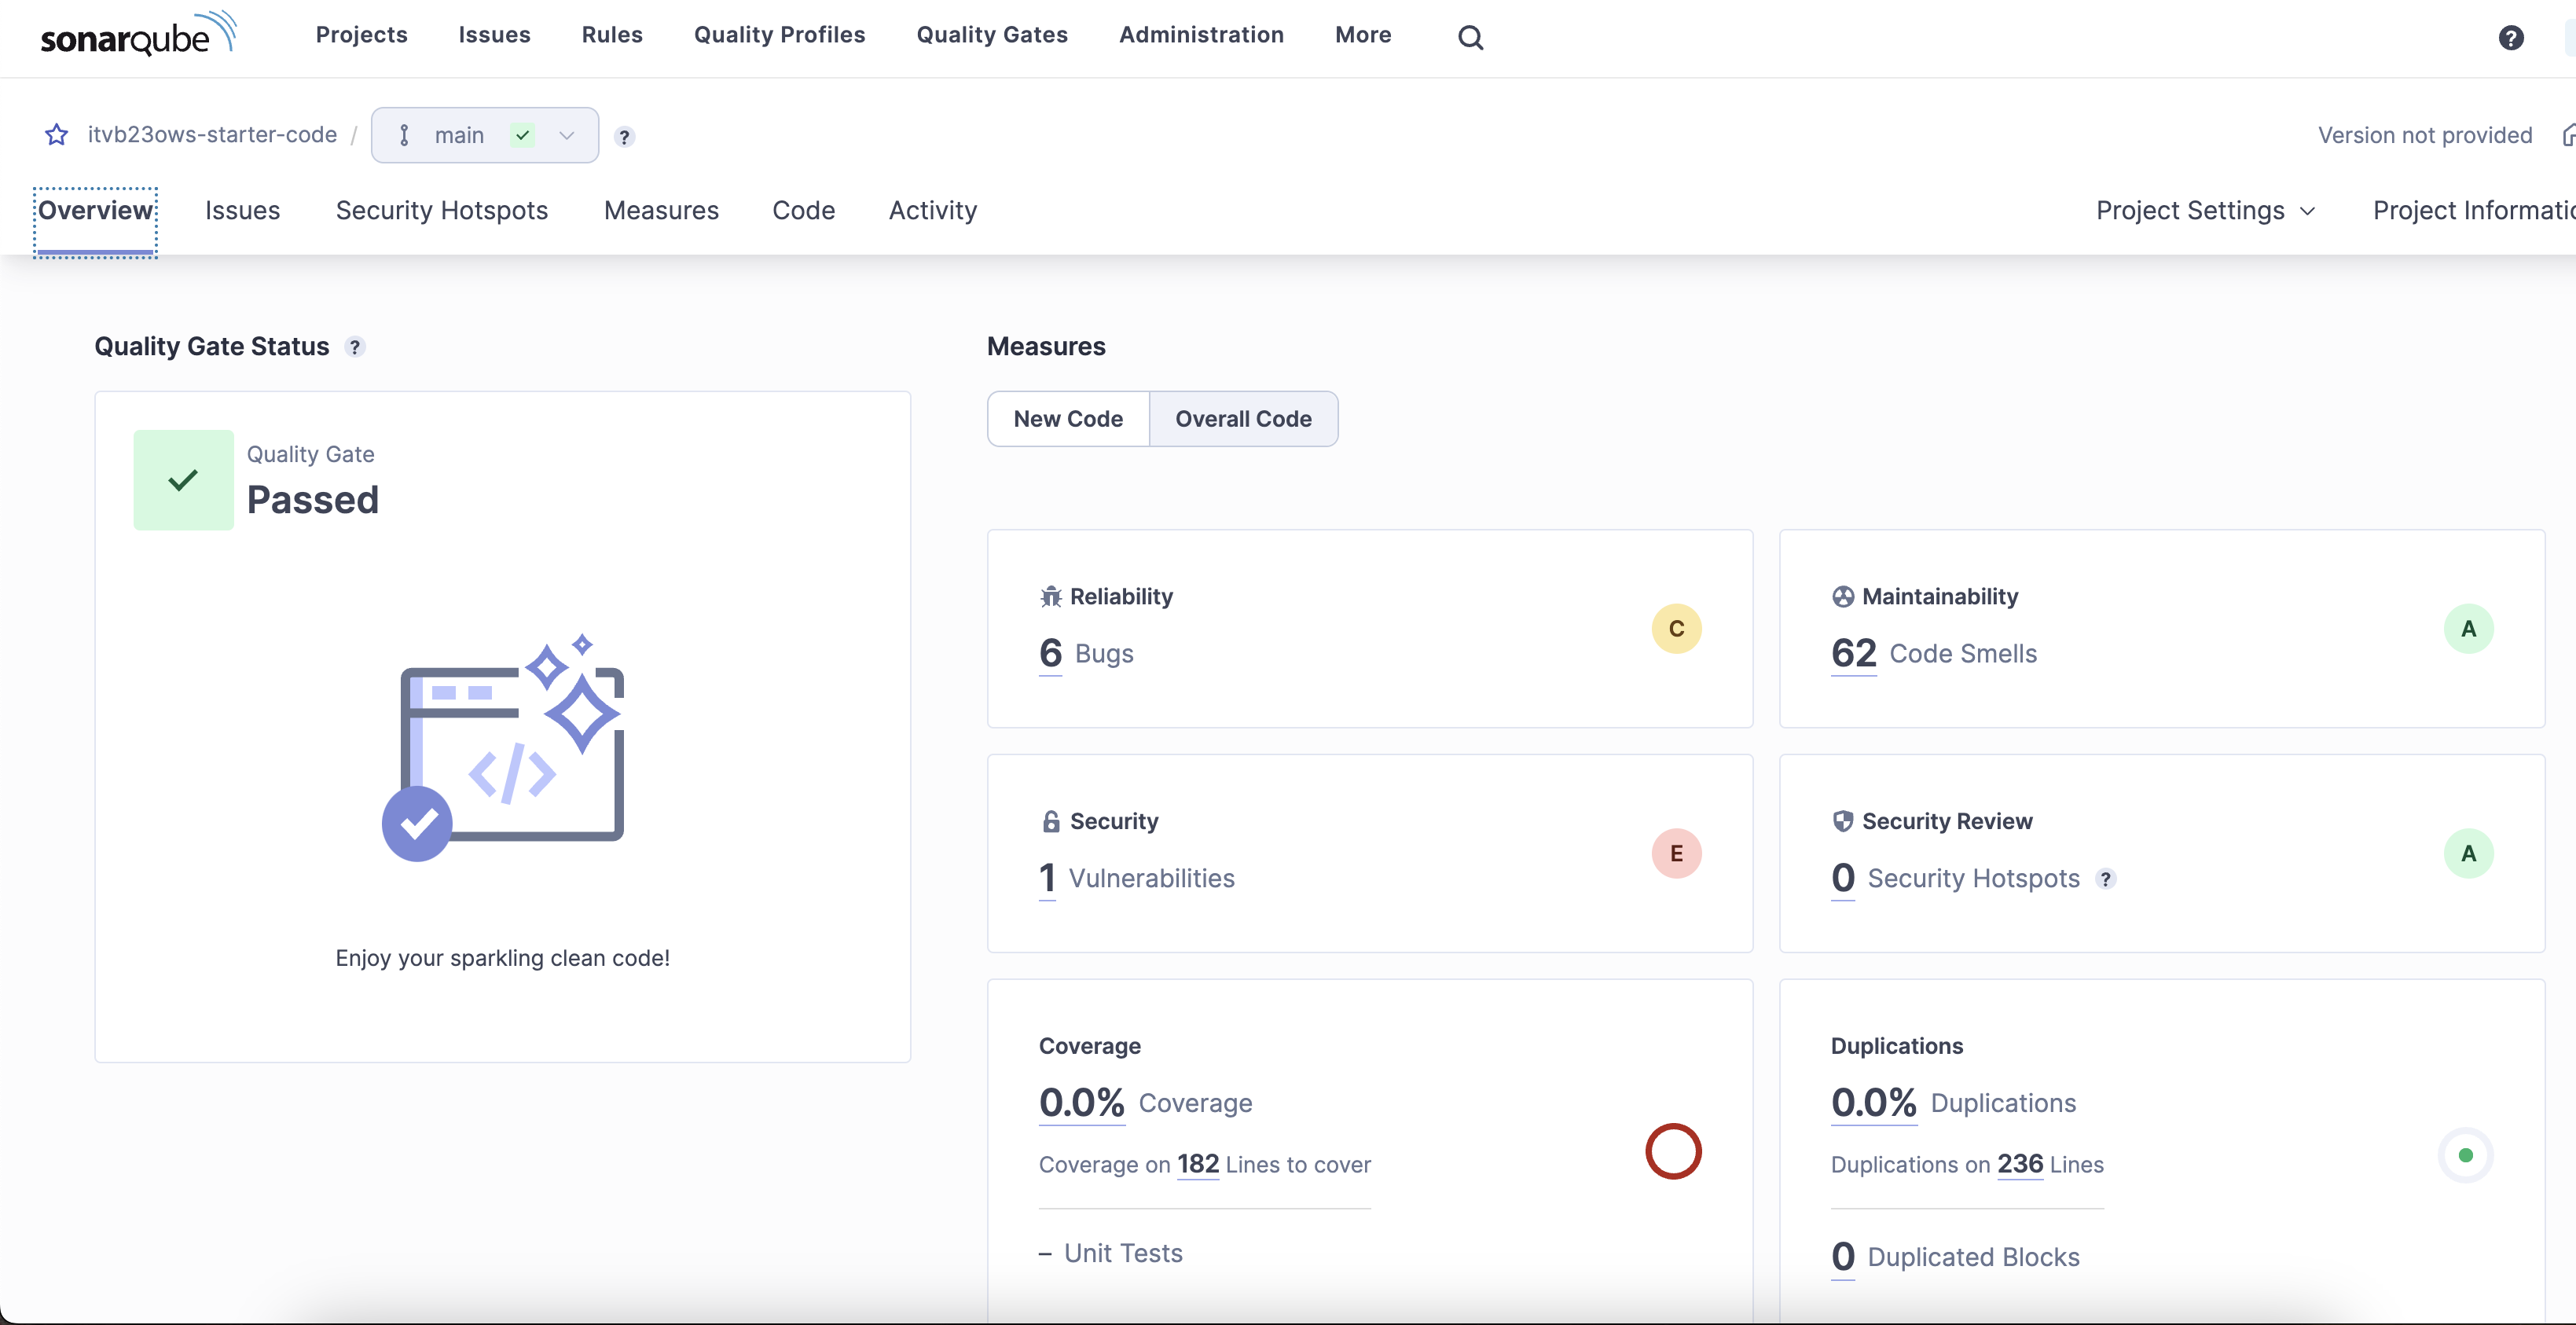 sonarqube
Projects
Issues
Rules
Quality Profiles
Quality Gates
Administration
More
?
itvb23ows-starter-code / main
?
Version not provided
Overview
Issues
Security Hotspots
Measures
Code
Activity
Project Settings
Project Informatio
Quality Gate Status ?
Quality Gate
Passed
</>
Enjoy your sparkling clean code!
Measures
New Code
Overall Code
Reliability
6 Bugs
C
Maintainability
62 Code Smells
A
Security
1 Vulnerabilities
E
Security Review
0 Security Hotspots ?
A
Coverage
0.0% Coverage
Coverage on 182 Lines to cover
– Unit Tests
Duplications
0.0% Duplications
Duplications on 236 Lines
0 Duplicated Blocks